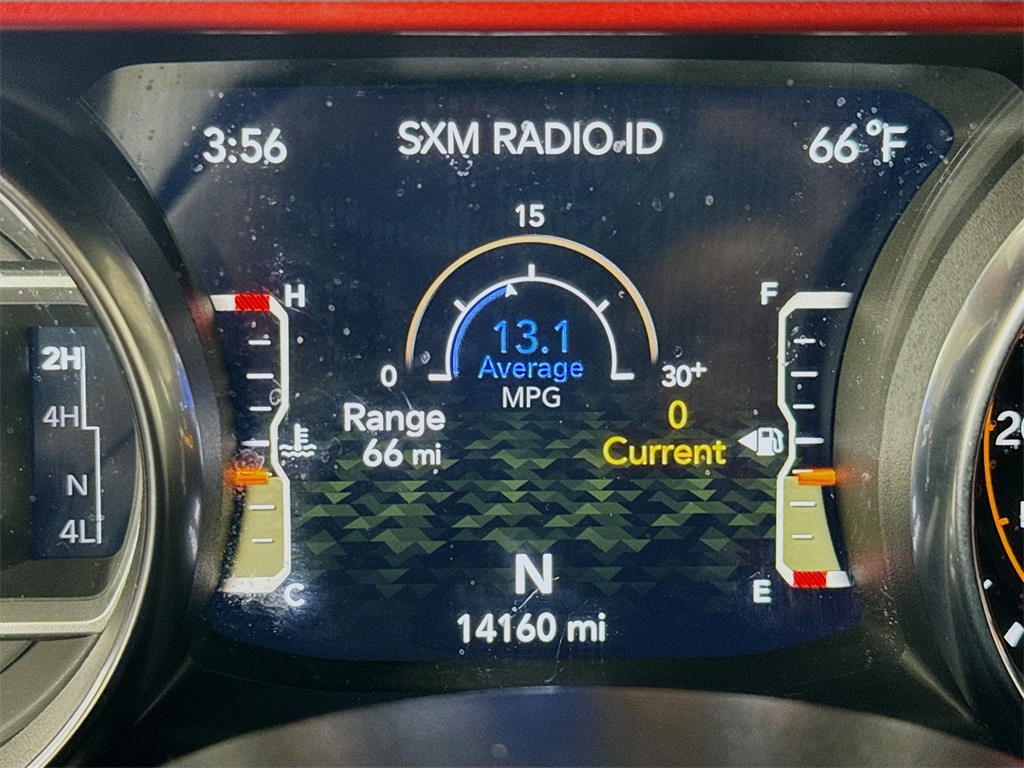 3:56 SXM RADIO ID 66°F
15
H F
13.1
Average
0 30+
MPG
2H
4H
N
4L
Range 0
66 mi Current
N
C E
14160 mi